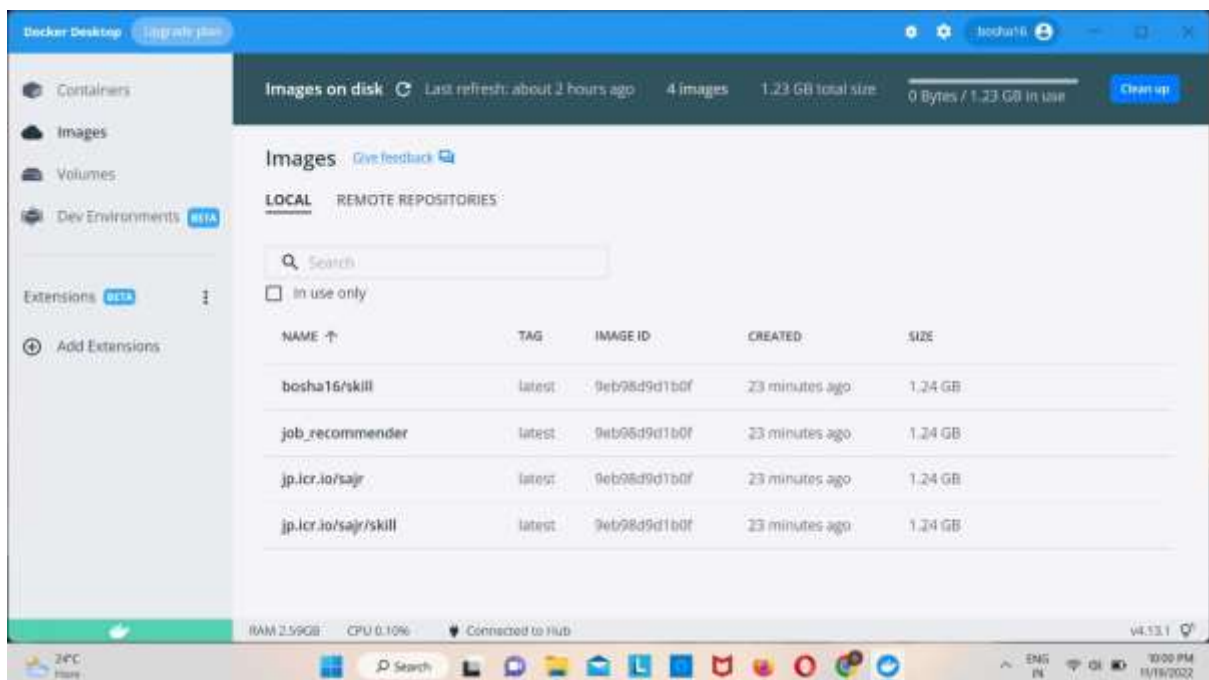 Docker Desktop Upgrade plan bosha16
Containers
Images
Volumes
Dev Environments BETA
Extensions BETA
Add Extensions
Images on disk Last refresh: about 2 hours ago 4 images 1.23 GB total size 0 Bytes / 1.23 GB in use Clean up
Images Give feedback
LOCAL REMOTE REPOSITORIES
Search
In use only
NAME TAG IMAGE ID CREATED SIZE
bosha16/skill latest 9eb98d9d1b0f 23 minutes ago 1.24 GB
job_recommender latest 9eb98d9d1b0f 23 minutes ago 1.24 GB
jp.icr.io/sajr latest 9eb98d9d1b0f 23 minutes ago 1.24 GB
jp.icr.io/sajr/skill latest 9eb98d9d1b0f 23 minutes ago 1.24 GB
RAM 2.59GB CPU 0.10% Connected to Hub v4.13.1
24°C
Haze
Search
ENG
IN
10:00 PM
11/19/2022